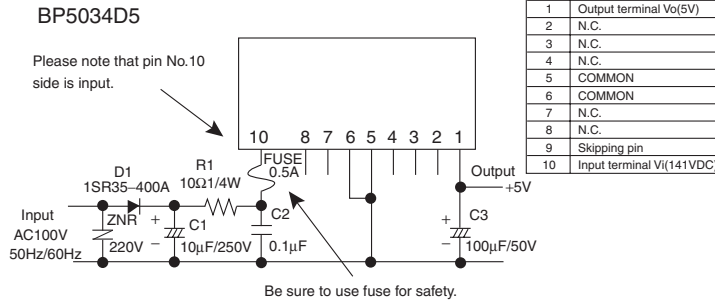 BP5034D5
Please note that pin No.10
side is input.
10 8 7 6 5 4 3 2 1
FUSE
0.5A
D1
1SR35–400A
R1
10Ω1/4W
Output
+5V
Input
AC100V
50Hz/60Hz
ZNR
220V
+
–
C1
10µF/250V
C2
0.1µF
+
–
C3
100µF/50V
Be sure to use fuse for safety.
1 Output terminal Vo(5V)
2 N.C.
3 N.C.
4 N.C.
5 COMMON
6 COMMON
7 N.C.
8 N.C.
9 Skipping pin
10 Input terminal Vi(141VDC)